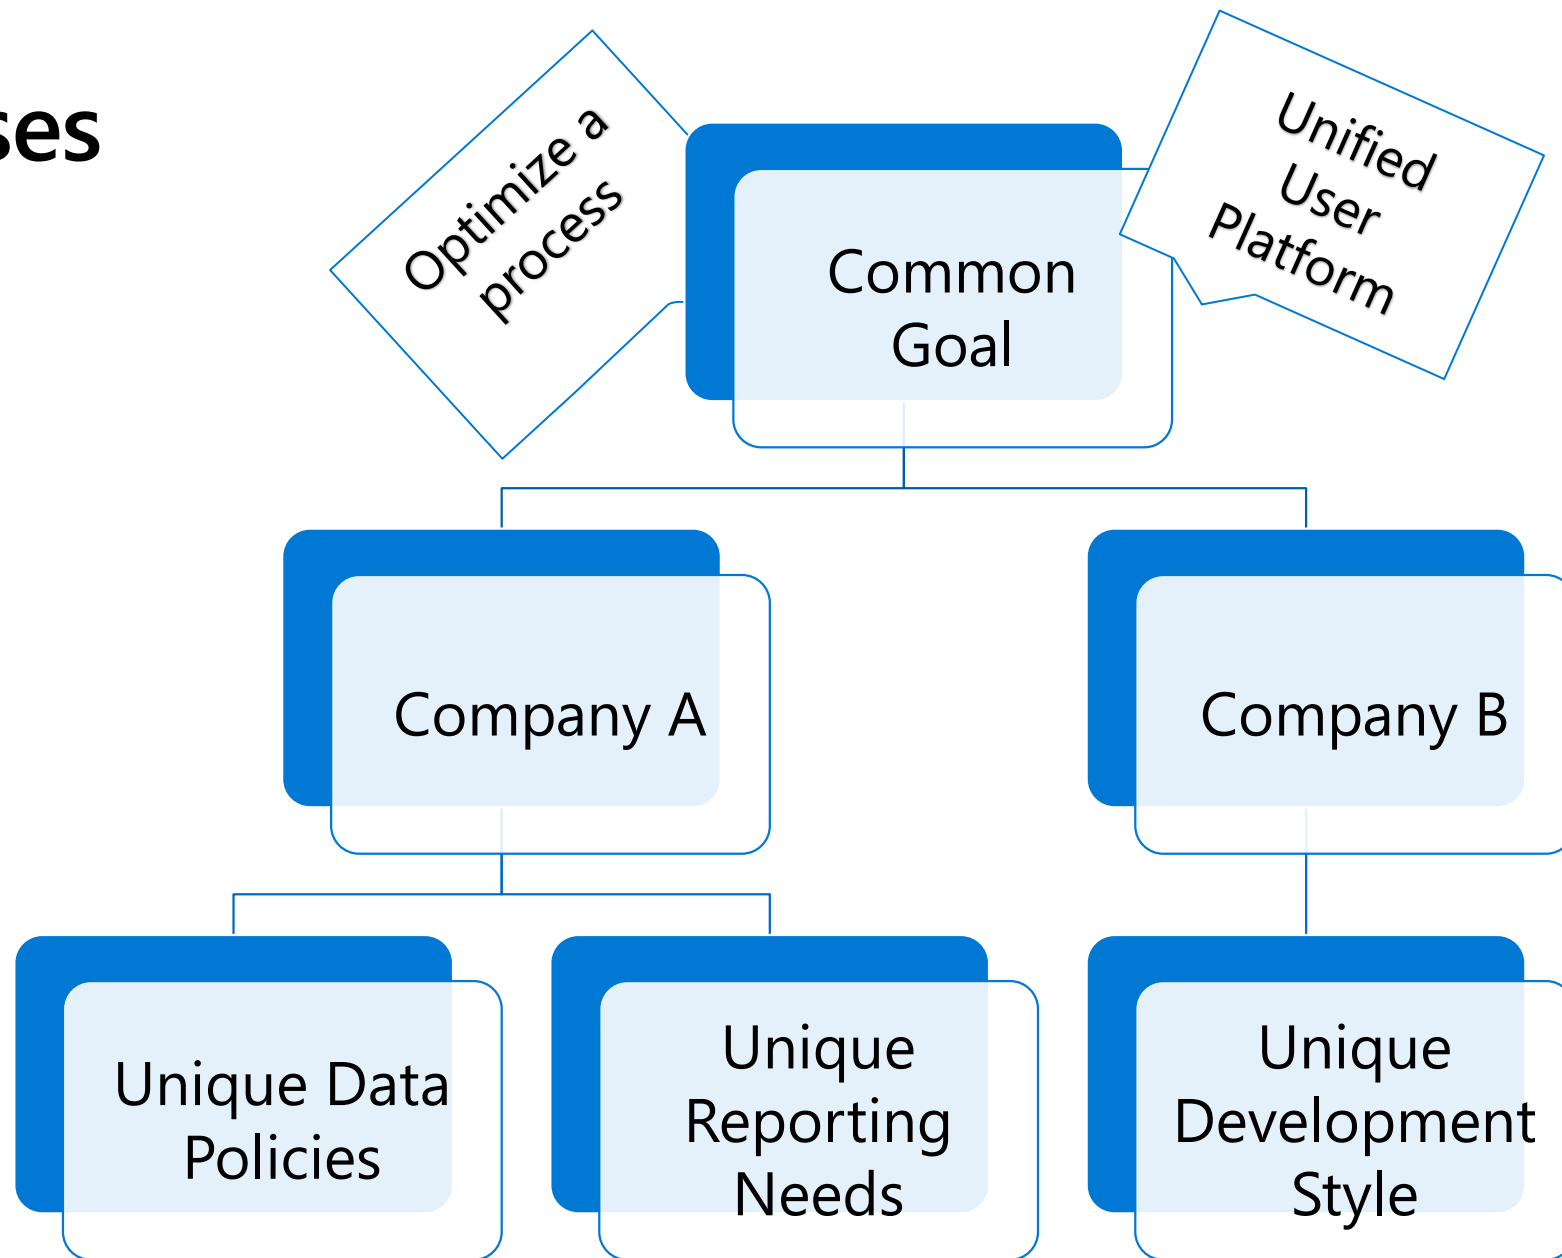 ses
Optimize a
process
Unified
User
Platform
Common
Goal
Company A
Company B
Unique Data
Policies
Unique
Reporting
Needs
Unique
Development
Style